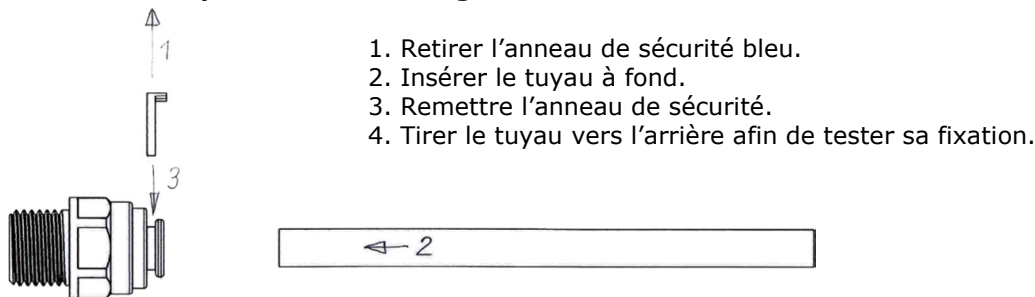 1. Retirer l’anneau de sécurité bleu.
2. Insérer le tuyau à fond.
3. Remettre l’anneau de sécurité.
4. Tirer le tuyau vers l’arrière afin de tester sa fixation.
1
3
2